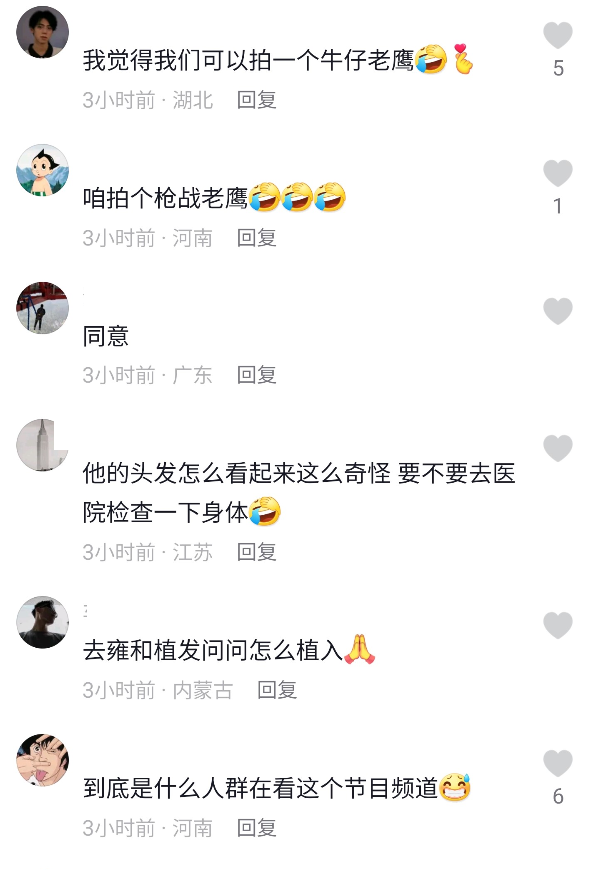 我觉得我们可以拍一个牛仔老鹰🤣🫰
5
3小时前 · 湖北 回复
咱拍个枪战老鹰🤣🤣🤣
1
3小时前 · 河南 回复
同意
3小时前 · 广东 回复
他的头发怎么看起来这么奇怪 要不要去医
院检查一下身体🤣
3小时前 · 江苏 回复
去雍和植发问问怎么植入🙏
3小时前 · 内蒙古 回复
到底是什么人群在看这个节目频道😅
6
3小时前 · 河南 回复